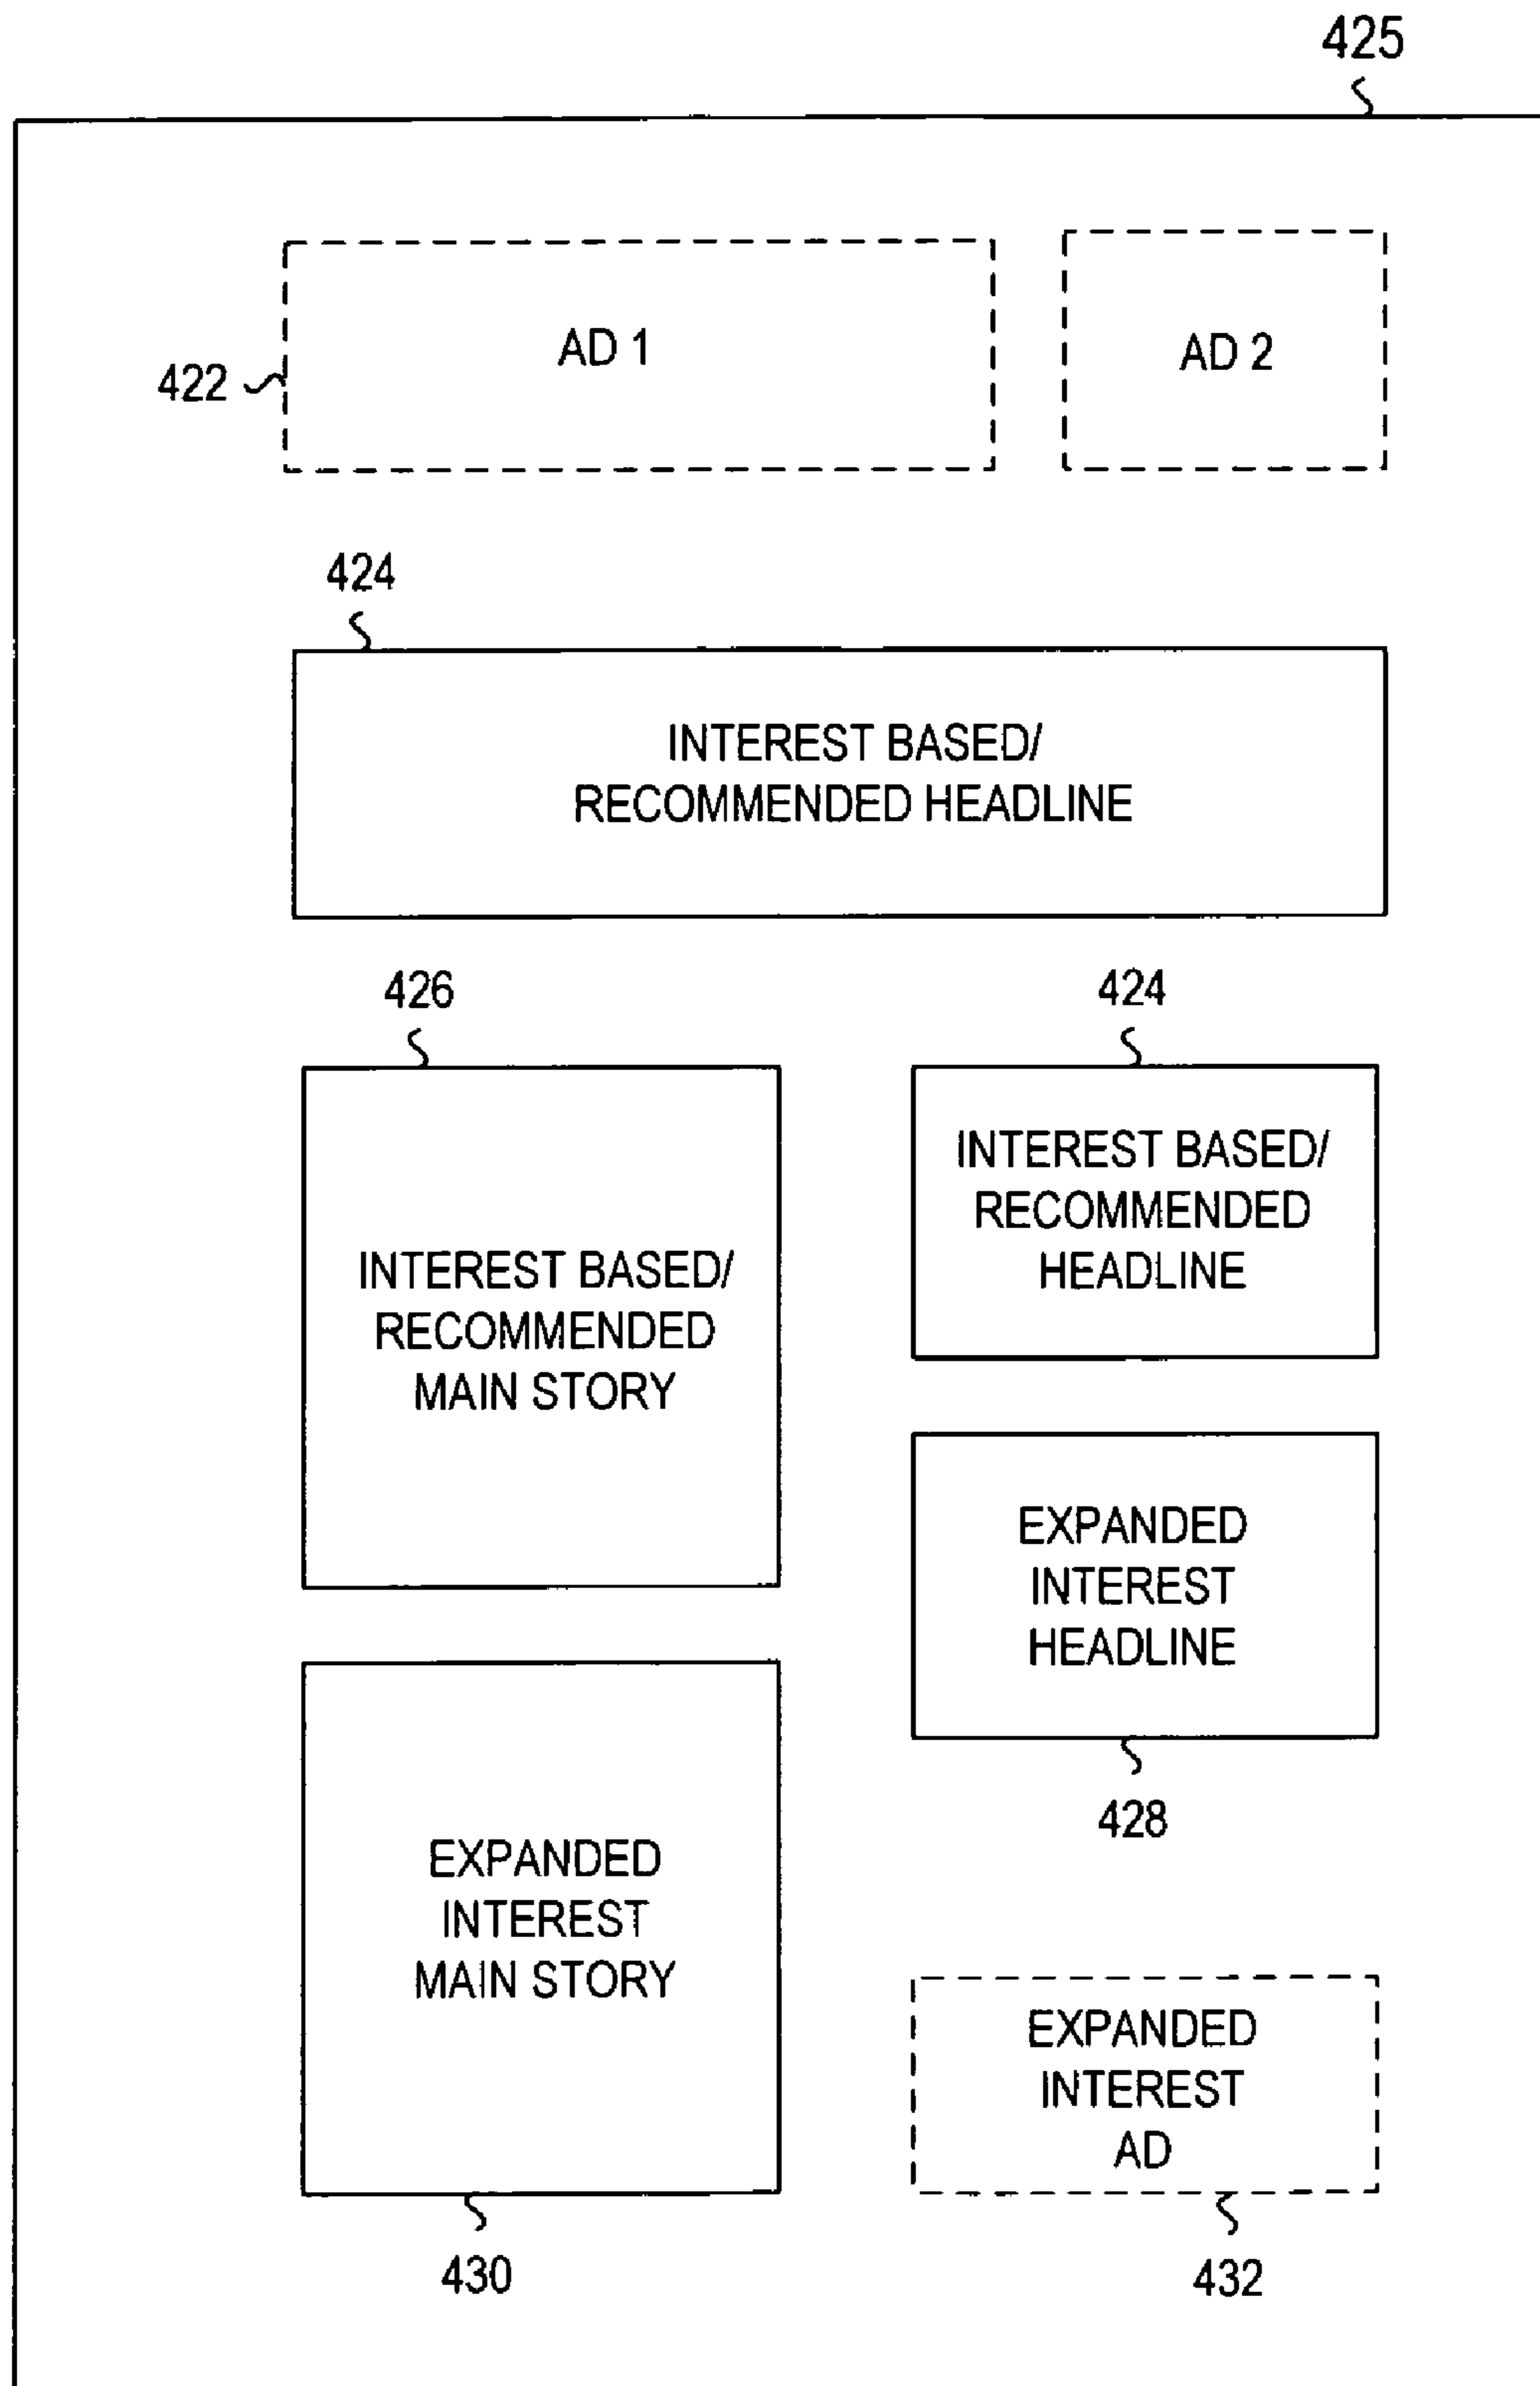 425
AD 1
AD 2
422
424
INTEREST BASED/
RECOMMENDED HEADLINE
426
INTEREST BASED/
RECOMMENDED
MAIN STORY
424
INTEREST BASED/
RECOMMENDED
HEADLINE
EXPANDED
INTEREST
HEADLINE
428
EXPANDED
INTEREST
MAIN STORY
430
EXPANDED
INTEREST
AD
432